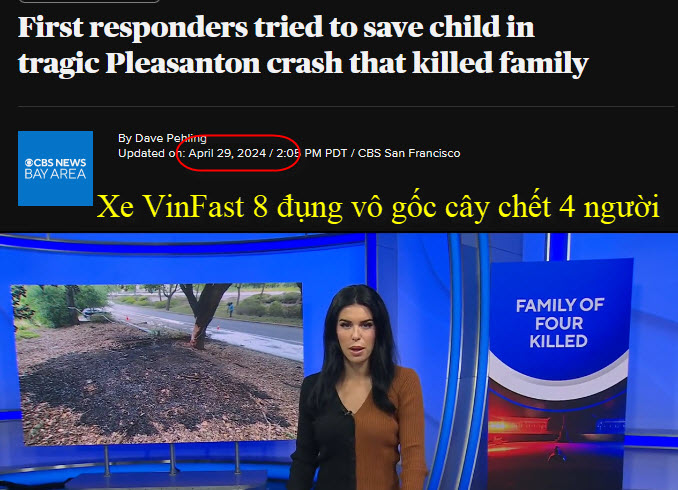 First responders tried to save child in
tragic Pleasanton crash that killed family
CBS NEWS
BAY AREA
By Dave Pehling
Updated on: April 29, 2024 / 2:05 PM PDT / CBS San Francisco
Xe VinFast 8 đụng vô gốc cây chết 4 người
FAMILY OF
FOUR
KILLED